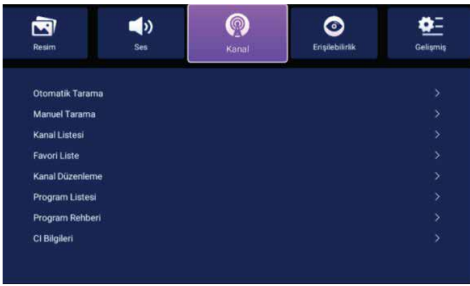 Resim
Ses
Kanal
Erişilebilirlik
Gelişmiş
Otomatik Tarama
Manuel Tarama
Kanal Listesi
Favori Liste
Kanal Düzenleme
Program Listesi
Program Rehberi
CI Bilgileri